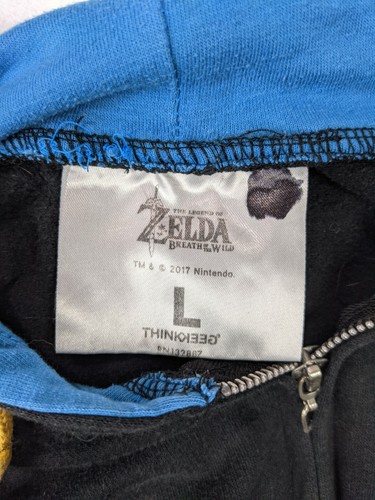 THE LEGEND OF
ZELDA
BREATH OF THE WILD
TM & © 2017 Nintendo.
L
THINKGEEK